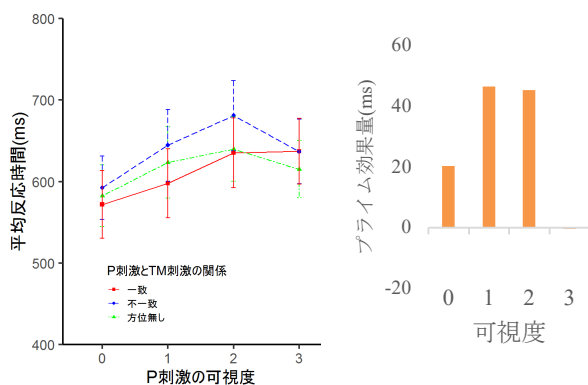 800
700
600
500
400
平均反応時間(ms)
P刺激とTM刺激の関係
一致
不一致
方位無し
0 1 2 3
P刺激の可視度
60
40
20
0
-20
プライム効果量(ms)
0 1 2 3
可視度